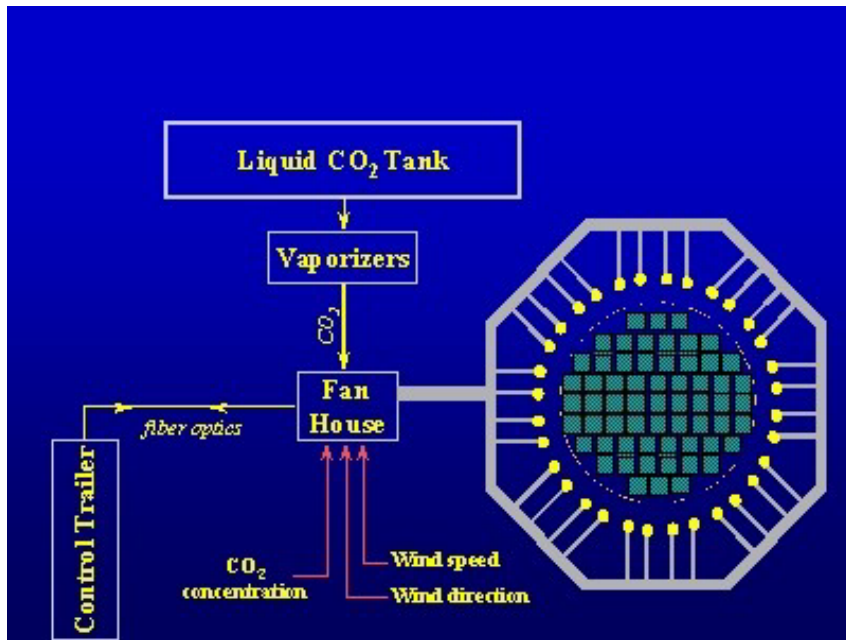 Liquid CO₂ Tank
Vaporizers
CO₂
Fan
House
fiber optics
Control Trailer
CO₂
concentration
Wind speed
Wind direction